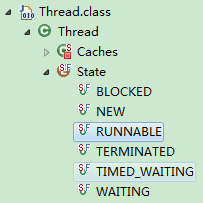 Thread.class
Thread
Caches
State
BLOCKED
NEW
RUNNABLE
TERMINATED
TIMED_WAITING
WAITING